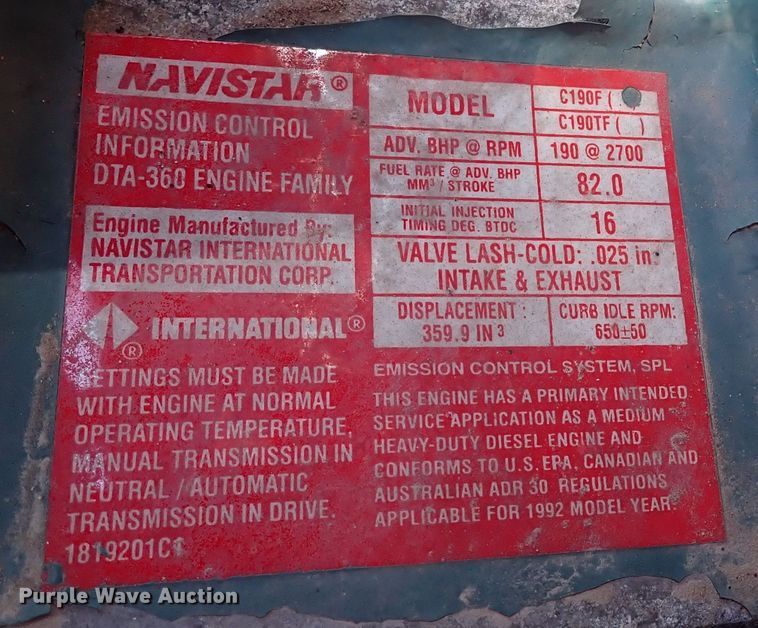 NAVISTAR®
EMISSION CONTROL
INFORMATION
DTA-360 ENGINE FAMILY
Engine Manufactured By:
NAVISTAR INTERNATIONAL
TRANSPORTATION CORP.
INTERNATIONAL®
®
SETTINGS MUST BE MADE
WITH ENGINE AT NORMAL
OPERATING TEMPERATURE,
MANUAL TRANSMISSION IN
NEUTRAL / AUTOMATIC
TRANSMISSION IN DRIVE.
1819201C1
MODEL
C190F (
C190TF ( )
ADV. BHP @ RPM
190 @ 2700
FUEL RATE @ ADV. BHP
MM³ / STROKE
82.0
INITIAL INJECTION
TIMING DEG. BTDC
16
VALVE LASH-COLD: .025 in
INTAKE & EXHAUST
DISPLACEMENT :
359.9 IN³
CURB IDLE RPM:
650±50
EMISSION CONTROL SYSTEM, SPL
THIS ENGINE HAS A PRIMARY INTENDED
SERVICE APPLICATION AS A MEDIUM
HEAVY-DUTY DIESEL ENGINE AND
CONFORMS TO U.S. EPA, CANADIAN AND
AUSTRALIAN ADR 30 REGULATIONS
APPLICABLE FOR 1992 MODEL YEAR.
Purple Wave Auction